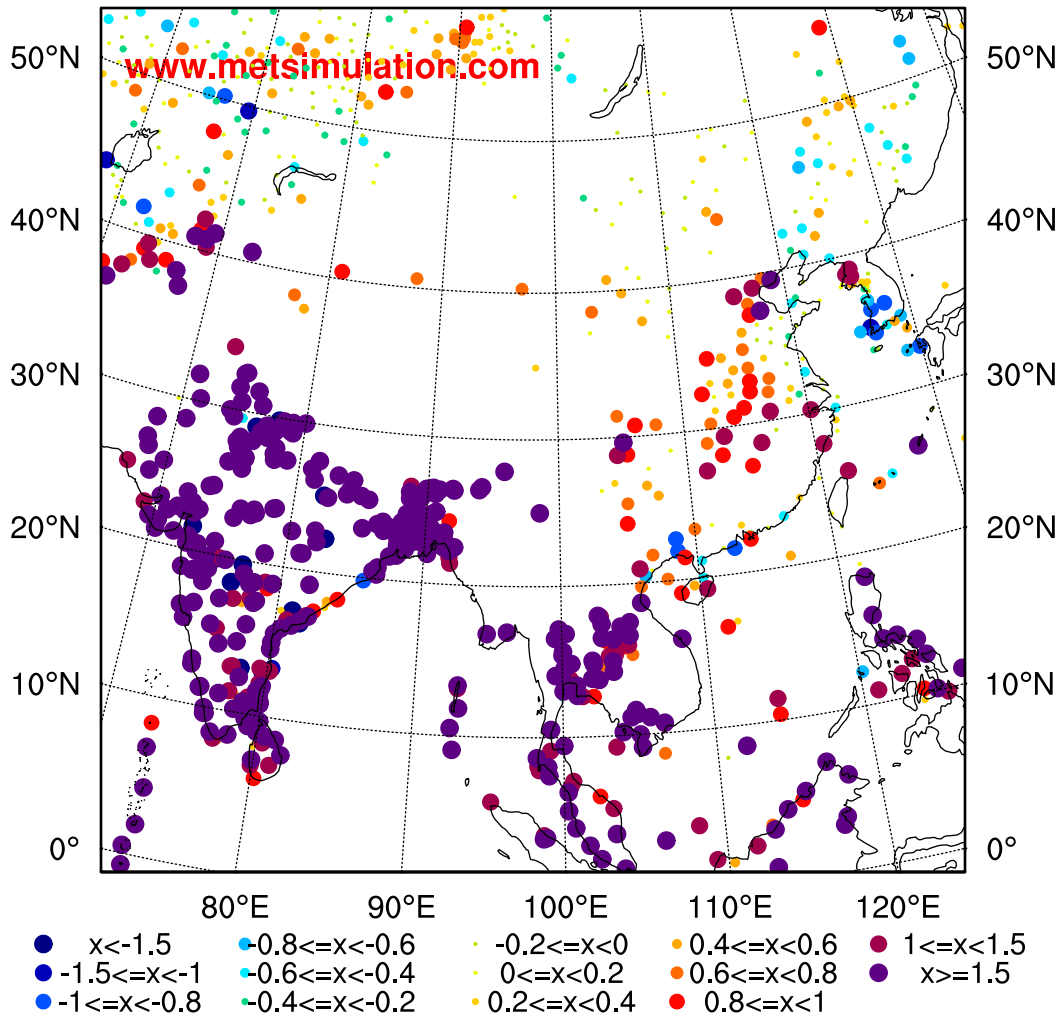 50°N 50°N
www.metsimulation.com
40°N 40°N
30°N 30°N
20°N 20°N
10°N 10°N
0° 0°
80°E 90°E 100°E 110°E 120°E
x<-1.5 -0.8<=x<-0.6 -0.2<=x<0 0.4<=x<0.6 1<=x<1.5
-1.5<=x<-1 -0.6<=x<-0.4 0<=x<0.2 0.6<=x<0.8 x>=1.5
-1<=x<-0.8 -0.4<=x<-0.2 0.2<=x<0.4 0.8<=x<1